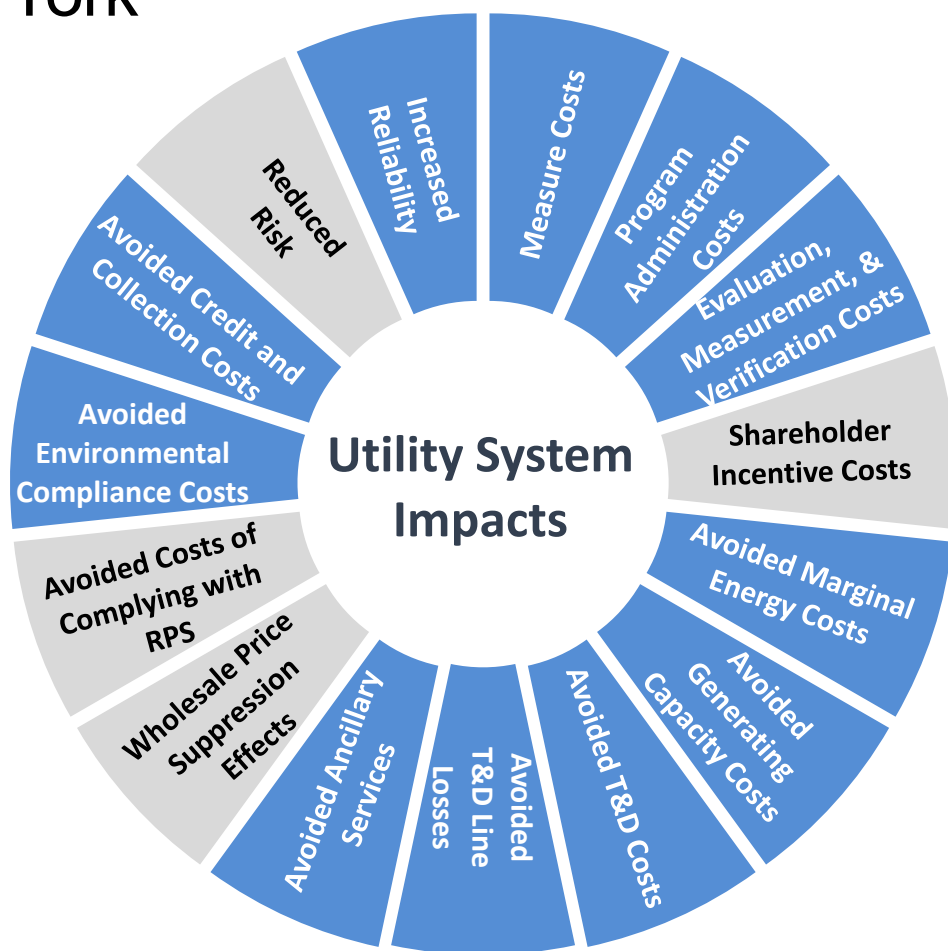 York
Utility System
Impacts
Measure Costs
Program
Administration
Costs
Evaluation,
Measurement, &
Verification Costs
Shareholder
Incentive Costs
Avoided Marginal
Energy Costs
Avoided
Generating
Capacity Costs
Avoided T&D Costs
Avoided
T&D Line
Losses
Avoided Ancillary
Services
Wholesale Price
Suppression
Effects
Avoided Costs of
Complying with
RPS
Avoided
Environmental
Compliance Costs
Avoided Credit and
Collection Costs
Reduced
Risk
Increased
Reliability